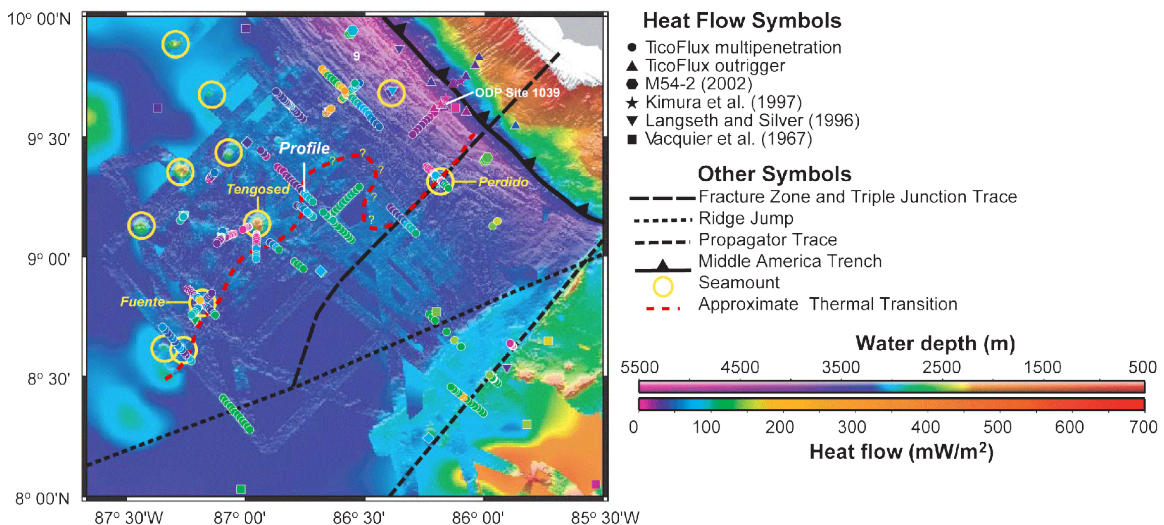 10° 00'N
9° 30'
9° 00'
8° 30'
8° 00'N
87° 30'W
87° 00'
86° 30'
86° 00'
85° 30'W
9
ODP Site 1039
Profile
?
?
?
?
?
?
Tengosed
Perdido
Fuente
Heat Flow Symbols
TicoFlux multipenetration
TicoFlux outrigger
M54-2 (2002)
Kimura et al. (1997)
Langseth and Silver (1996)
Vacquier et al. (1967)
Other Symbols
Fracture Zone and Triple Junction Trace
Ridge Jump
Propagator Trace
Middle America Trench
Seamount
Approximate Thermal Transition
Water depth (m)
5500 4500 3500 2500 1500 500
0 100 200 300 400 500 600 700
Heat flow (mW/m²)